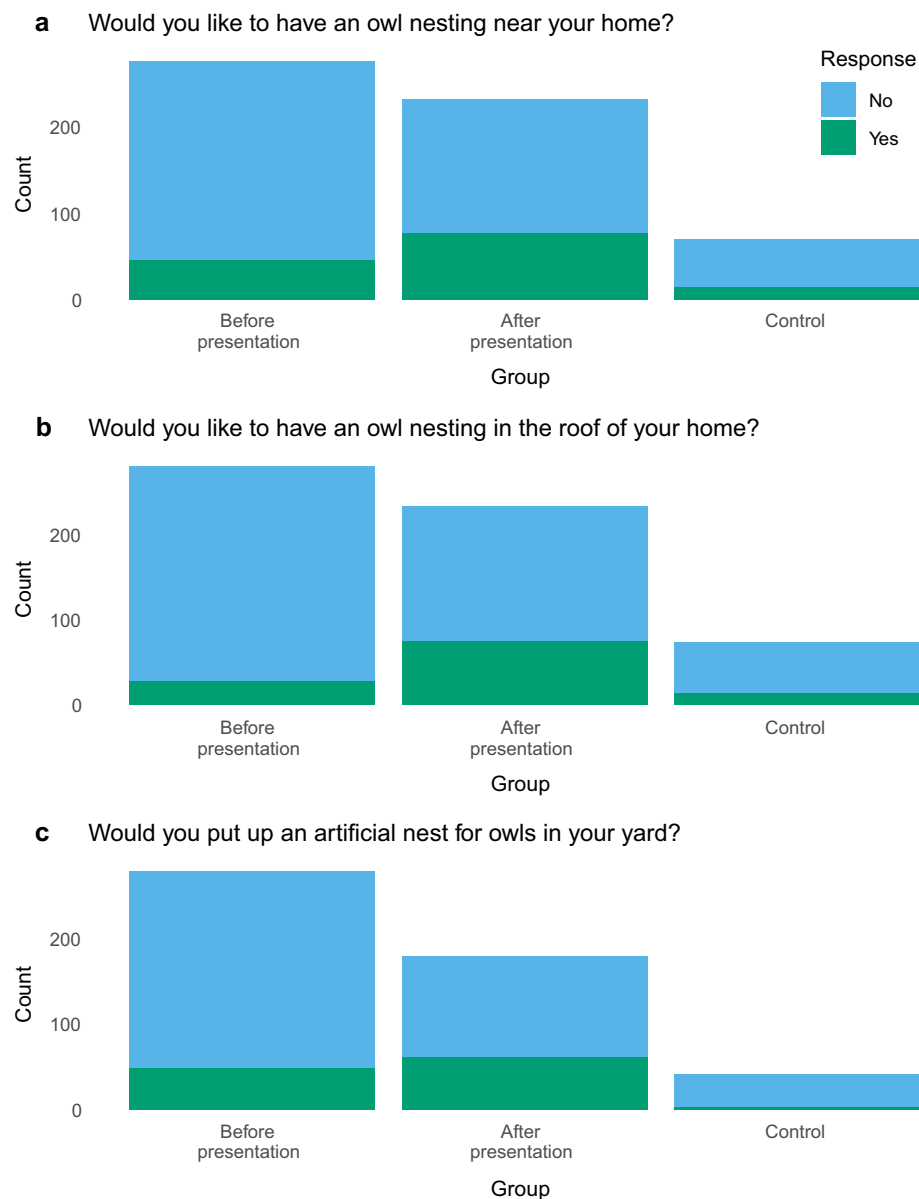 a Would you like to have an owl nesting near your home?
Response
No
Yes
Count
200
100
0
Before
presentation
After
presentation
Control
Group
b Would you like to have an owl nesting in the roof of your home?
Count
200
100
0
Before
presentation
After
presentation
Control
Group
c Would you put up an artificial nest for owls in your yard?
Count
200
100
0
Before
presentation
After
presentation
Control
Group